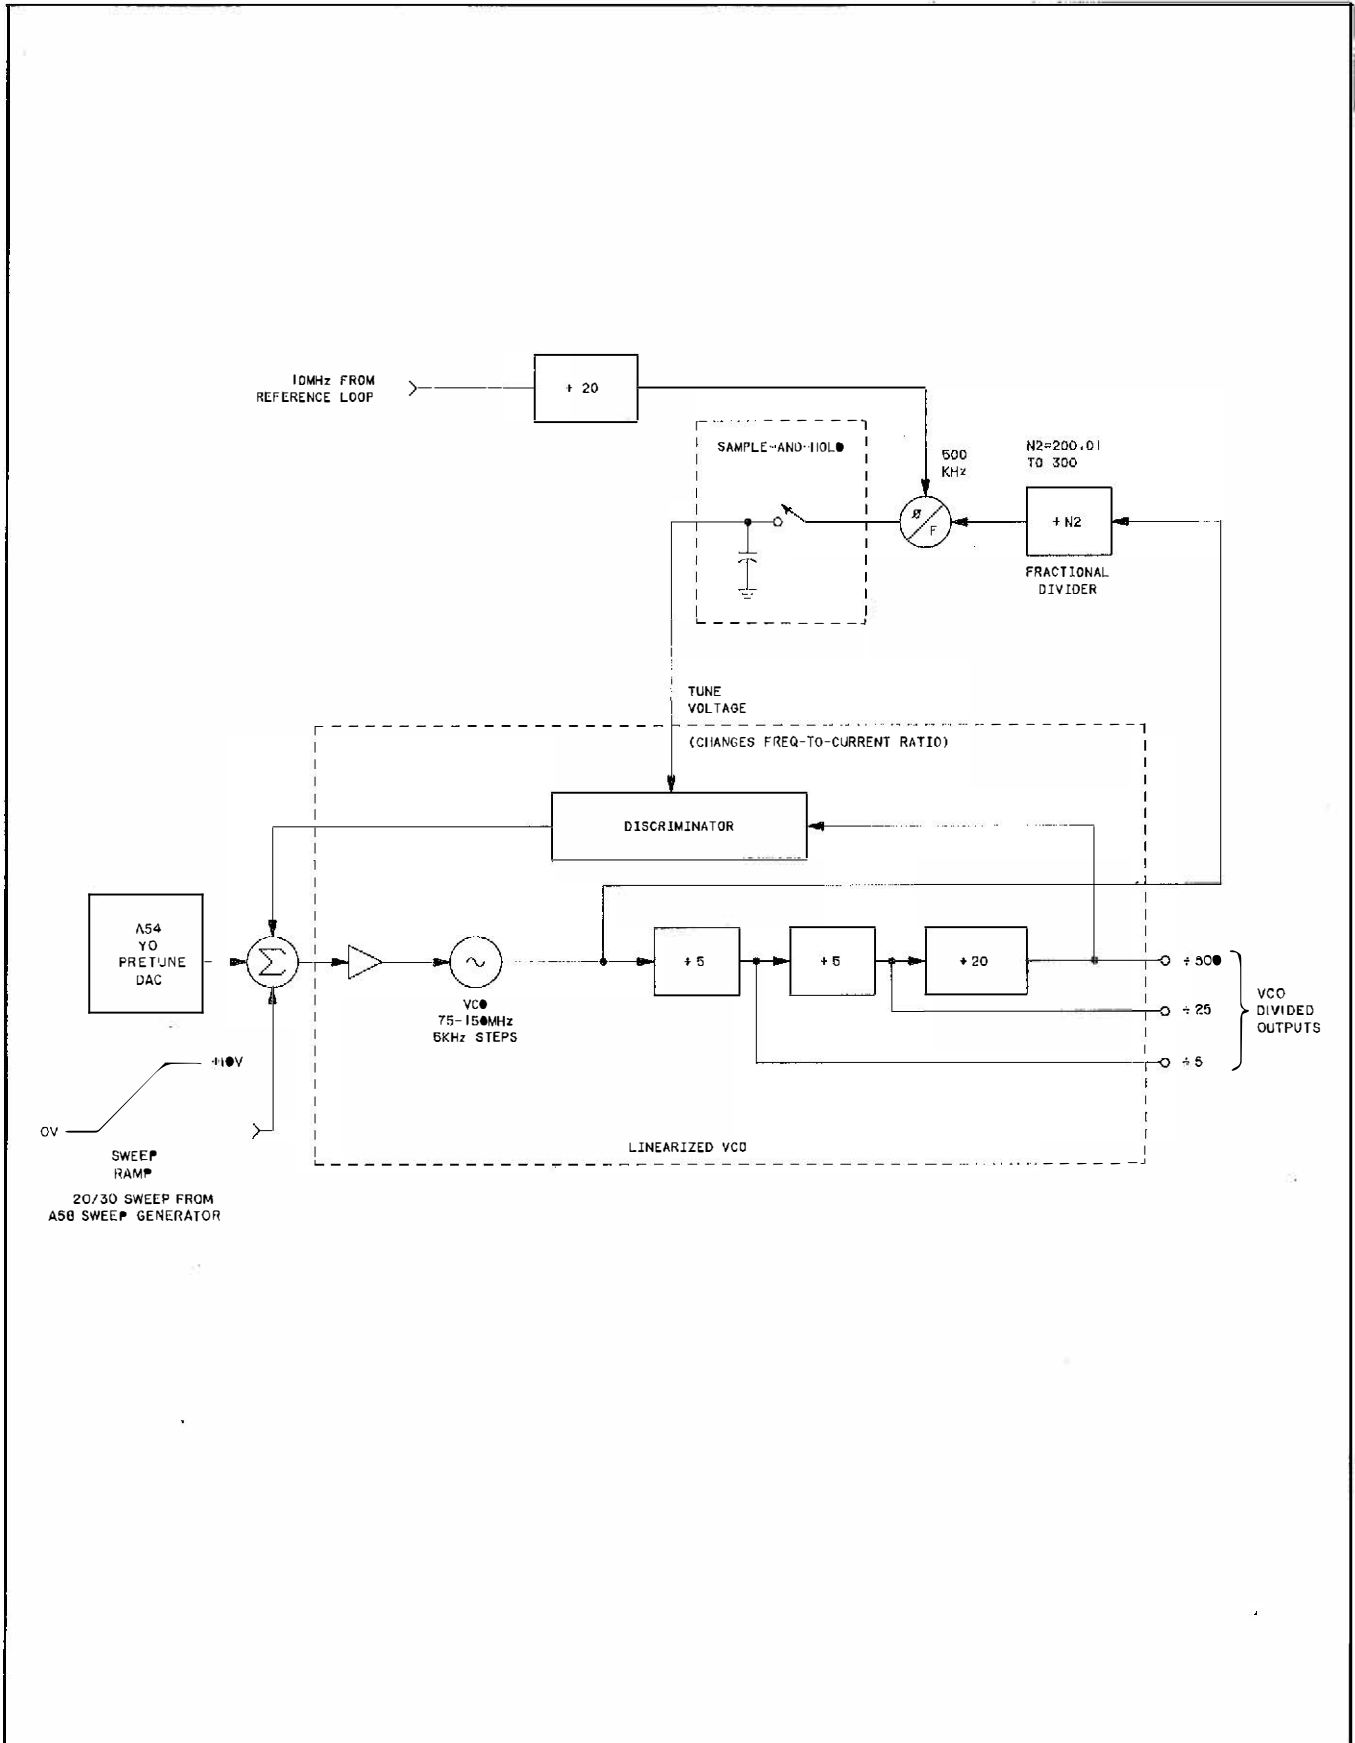 10MHz FROM
REFERENCE LOOP
÷ 20
SAMPLE-AND-HOLD
500
KHz
N2=200.01
TO 300
Ø
F
÷ N2
FRACTIONAL
DIVIDER
TUNE
VOLTAGE
(CHANGES FREQ-TO-CURRENT RATIO)
DISCRIMINATOR
A54
YO
PRETUNE
DAC
Σ
VCO
75-150MHz
5KHz STEPS
÷ 5
÷ 5
÷ 20
÷ 500
÷ 25
÷ 5
VCO
DIVIDED
OUTPUTS
+10V
0V
SWEEP
RAMP
20/30 SWEEP FROM
A58 SWEEP GENERATOR
LINEARIZED VCO